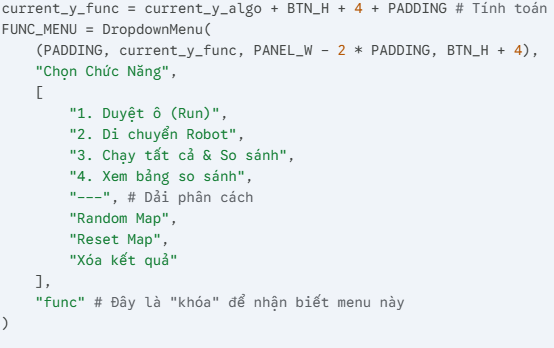 current_y_func = current_y_algo + BTN_H + 4 + PADDING # Tính toán
FUNC_MENU = DropdownMenu(
    (PADDING, current_y_func, PANEL_W - 2 * PADDING, BTN_H + 4),
    "Chọn Chức Năng",
    [
        "1. Duyệt ô (Run)",
        "2. Di chuyển Robot",
        "3. Chạy tất cả & So sánh",
        "4. Xem bảng so sánh",
        "---", # Dải phân cách
        "Random Map",
        "Reset Map",
        "Xóa kết quả"
    ],
    "func" # Đây là "khóa" để nhận biết menu này
)